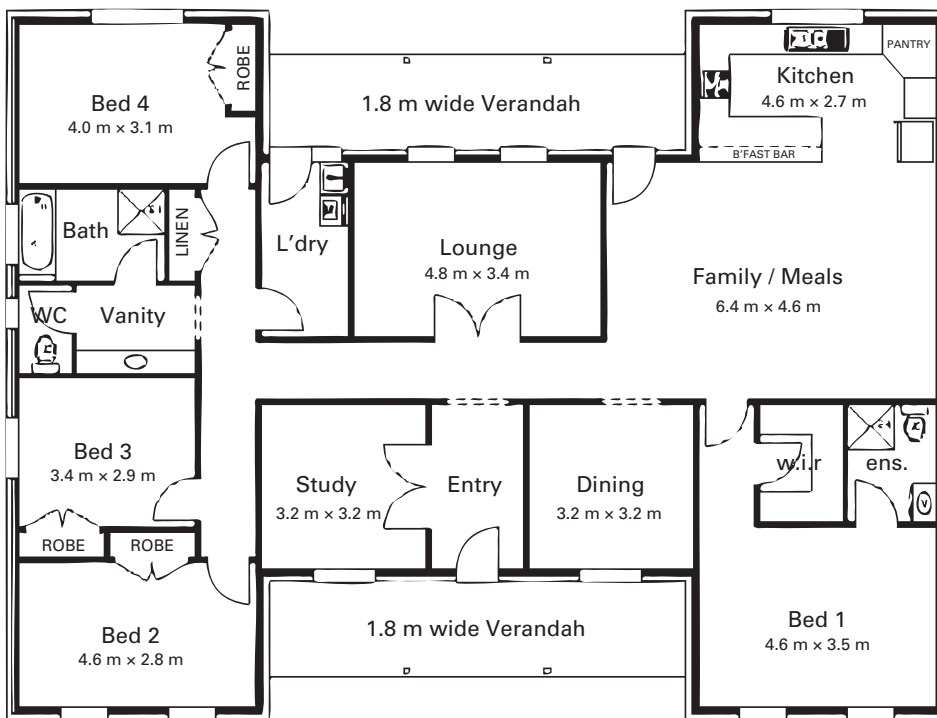 Bed 4
4.0 m × 3.1 m
ROBE
1.8 m wide Verandah
Kitchen
4.6 m × 2.7 m
PANTRY
B'FAST BAR
Bath
LINEN
L'dry
Lounge
4.8 m × 3.4 m
Family / Meals
6.4 m × 4.6 m
WC
Vanity
Bed 3
3.4 m × 2.9 m
Study
3.2 m × 3.2 m
Entry
Dining
3.2 m × 3.2 m
w.i.r
ens.
ROBE
ROBE
Bed 2
4.6 m × 2.8 m
1.8 m wide Verandah
Bed 1
4.6 m × 3.5 m